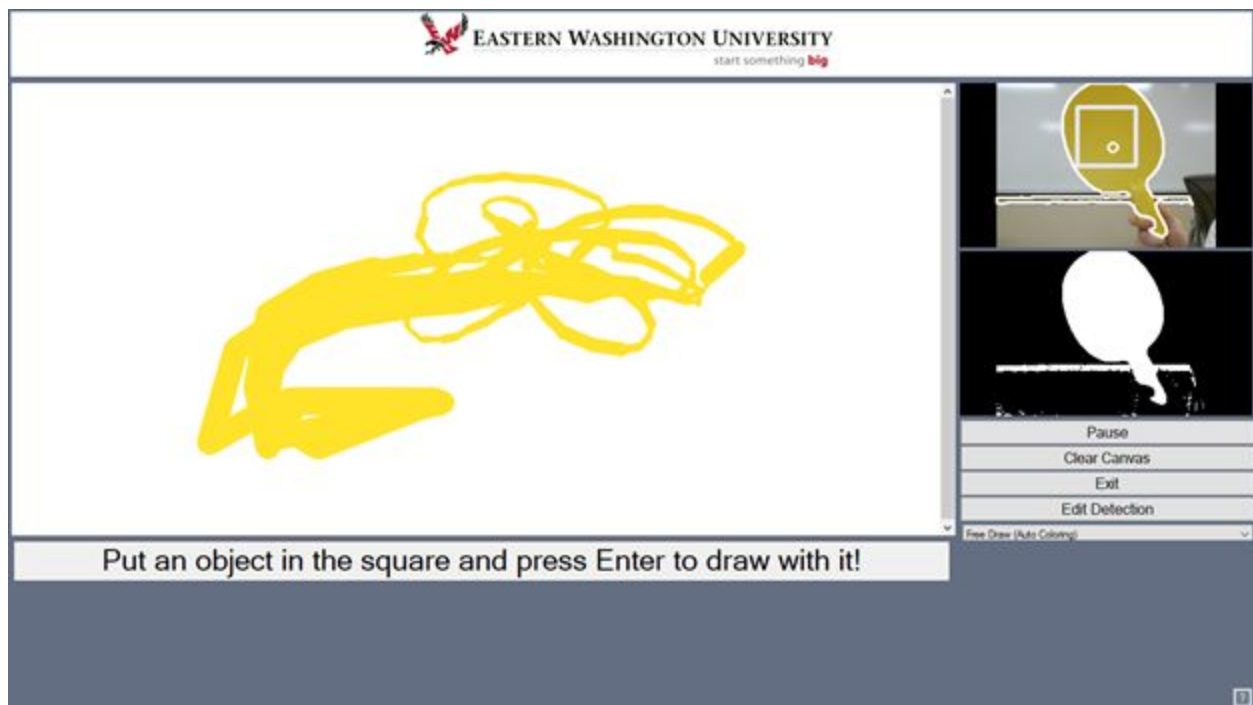 EASTERN WASHINGTON UNIVERSITY
start something big
Pause
Clear Canvas
Exit
Edit Detection
Free Draw (Auto Coloring)
Put an object in the square and press Enter to draw with it!
?